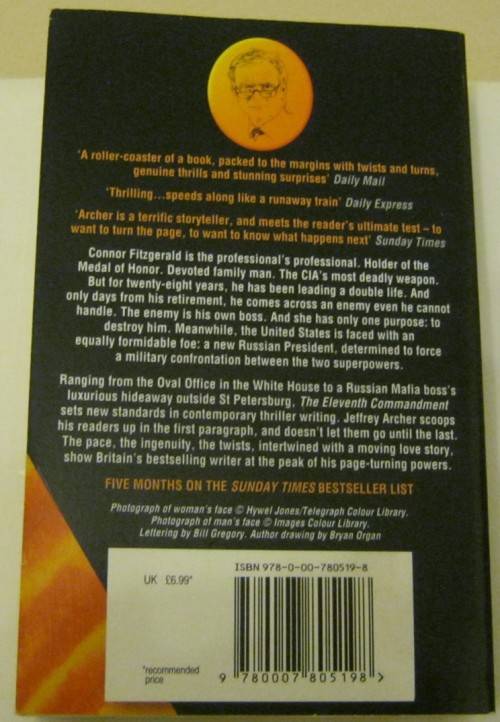 'A roller-coaster of a book, packed to the margins with twists and turns,
genuine thrills and stunning surprises' Daily Mail
'Thrilling...speeds along like a runaway train' Daily Express
'Archer is a terrific storyteller, and meets the reader's ultimate test – to
want to turn the page, to want to know what happens next' Sunday Times
Connor Fitzgerald is the professional's professional. Holder of the
Medal of Honor. Devoted family man. The CIA's most deadly weapon.
But for twenty-eight years, he has been leading a double life. And
only days from his retirement, he comes across an enemy even he cannot
handle. The enemy is his own boss. And she has only one purpose: to
destroy him. Meanwhile, the United States is faced with an
equally formidable foe: a new Russian President, determined to force
a military confrontation between the two superpowers.
Ranging from the Oval Office in the White House to a Russian Mafia boss's
luxurious hideaway outside St Petersburg, The Eleventh Commandment
sets new standards in contemporary thriller writing. Jeffrey Archer scoops
his readers up in the first paragraph, and doesn't let them go until the last.
The pace, the ingenuity, the twists, intertwined with a moving love story,
show Britain's bestselling writer at the peak of his page-turning powers.
FIVE MONTHS ON THE SUNDAY TIMES BESTSELLER LIST
Photograph of woman's face © Hywel Jones/Telegraph Colour Library.
Photograph of man's face © Images Colour Library.
Lettering by Bill Gregory. Author drawing by Bryan Organ
ISBN 978-0-00-780519-8
UK £6.99*
*recommended
price
9 780007 805198 >